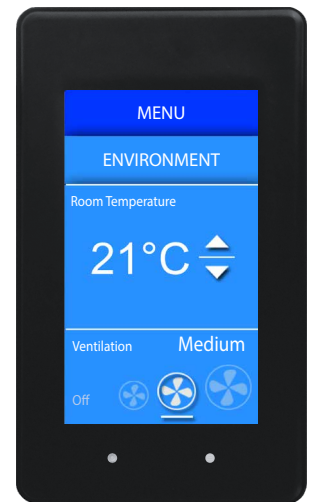 MENU
ENVIRONMENT
Room Temperature
21°C
Ventilation Medium
Off